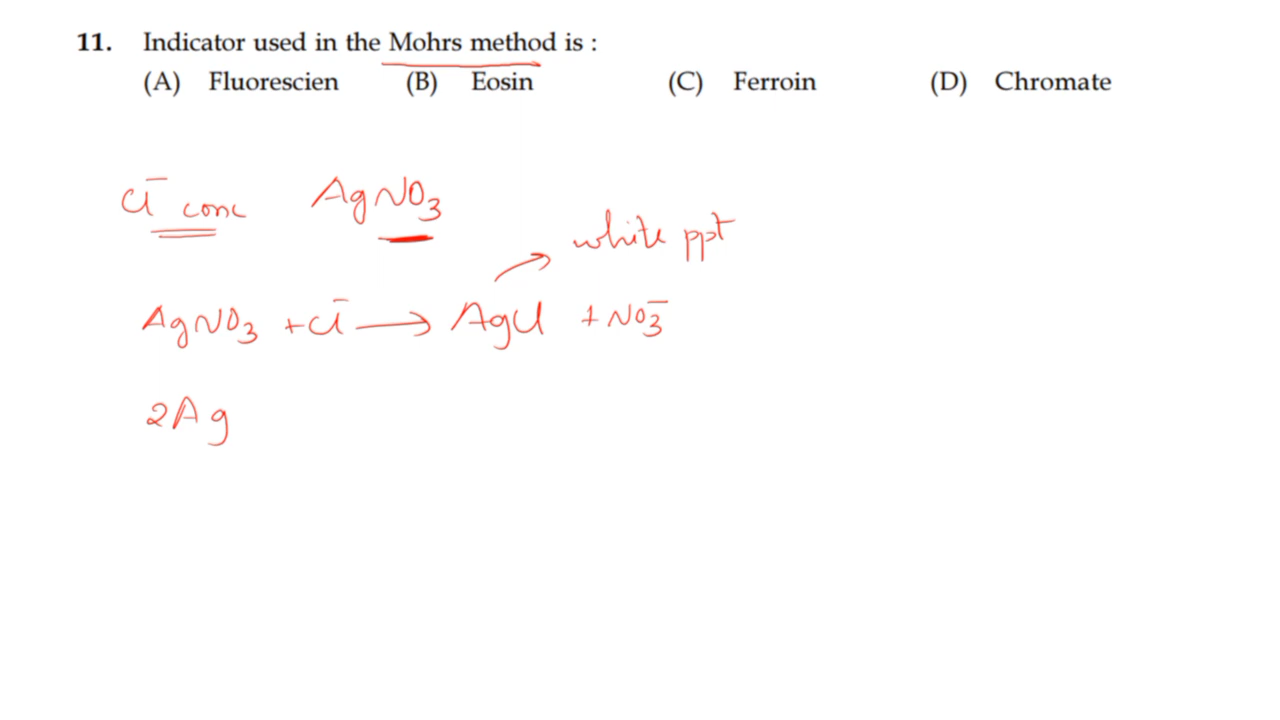 11. Indicator used in the Mohrs method is :
(A) Fluorescien (B) Eosin (C) Ferroin (D) Chromate
Cl⁻ conc AgNO₃
white ppt
AgNO₃ + Cl⁻ → AgCl + NO₃⁻
2Ag